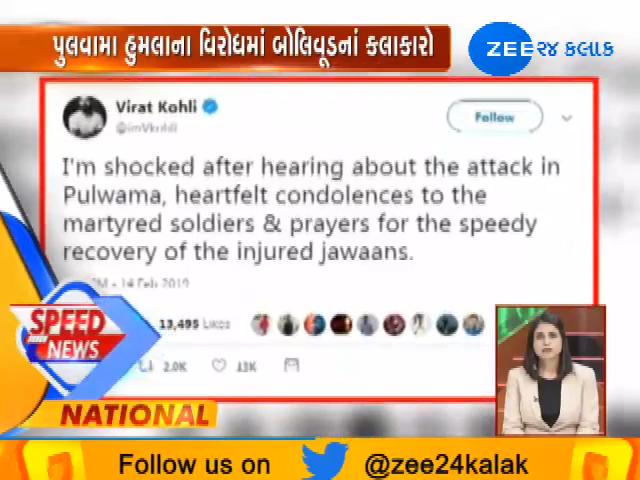 પુલવામા હુમલાના વિરોધમાં બોલિવૂડનાં કલાકારો
ZEE ૨૪ કલાક
Virat Kohli
@imVkohli
Follow
I'm shocked after hearing about the attack in
Pulwama, heartfelt condolences to the
martyred soldiers & prayers for the speedy
recovery of the injured jawaans.
14 Feb 2019
13,495 Likes
2.0K 13K
SPEED
NEWS
NATIONAL
Follow us on @zee24kalak